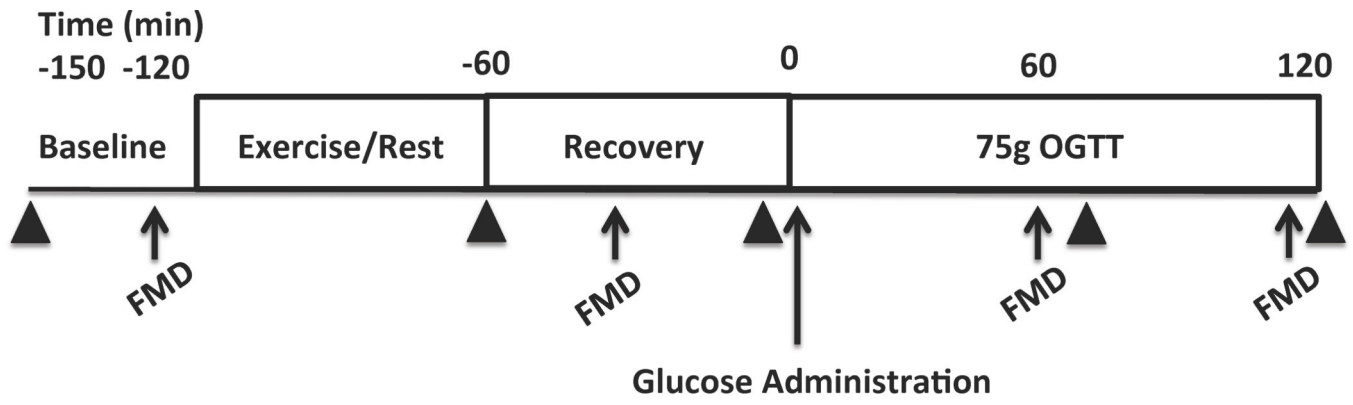 Time (min)
-150 -120 -60 0 60 120
Baseline Exercise/Rest Recovery 75g OGTT
FMD FMD FMD FMD
Glucose Administration